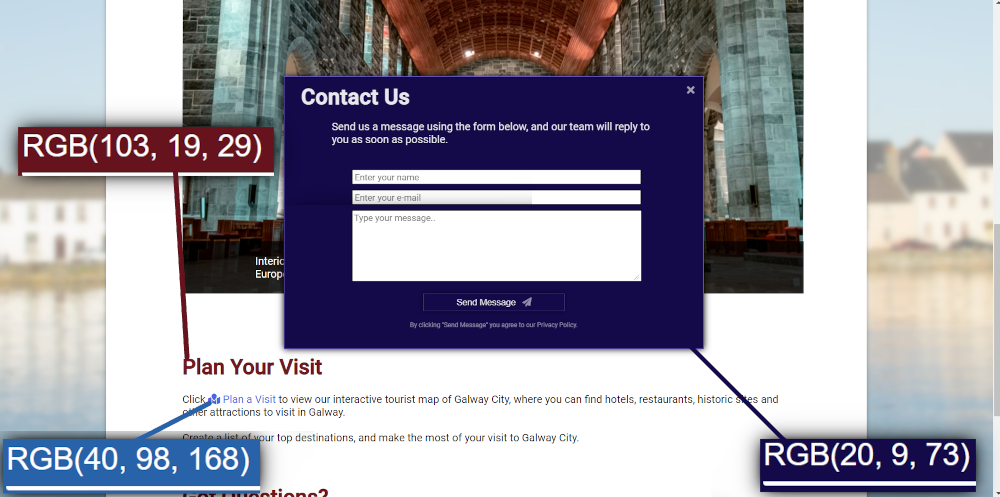 Contact Us
×
Send us a message using the form below, and our team will reply to
you as soon as possible.
RGB(103, 19, 29)
Enter your name
Enter your e-mail
Type your message..
Interio
Europe
Send Message
By clicking "Send Message" you agree to our Privacy Policy.
Plan Your Visit
Click Plan a Visit to view our interactive tourist map of Galway City, where you can find hotels, restaurants, historic sites and
other attractions to visit in Galway.
Create a list of your top destinations, and make the most of your visit to Galway City.
RGB(40, 98, 168)
RGB(20, 9, 73)
Got Questions?